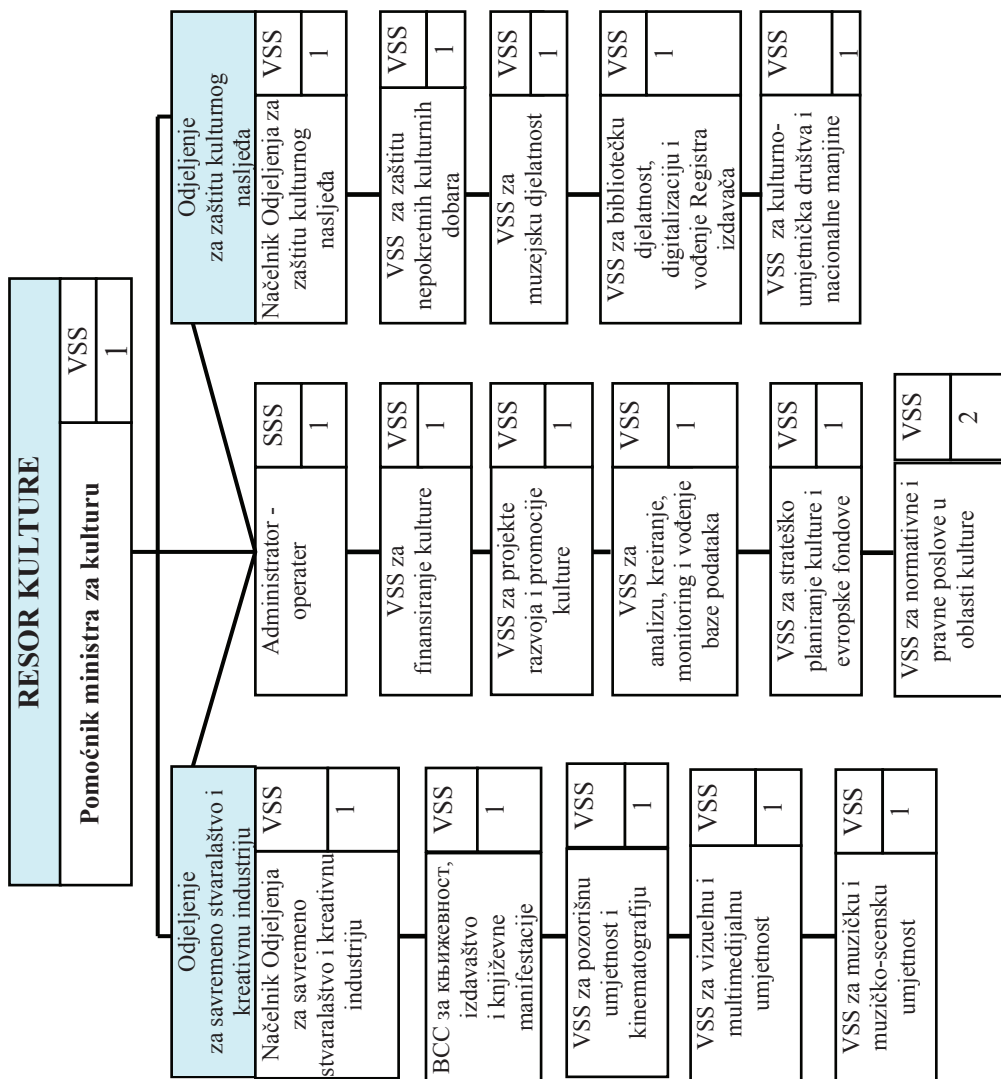 RESOR KULTURE
Pomoćnik ministra za kulturu
VSS
1
Odjeljenje
za savremeno stvaralaštvo i
kreativnu industriju
Načelnik Odjeljenja
za savremeno
stvaralaštvo i kreativnu
industriju
VSS
1
ВСС за књижевност,
izdavaštvo
i književne
manifestacije
VSS
1
VSS za pozorišnu
umjetnost i
kinematografiju
VSS
1
VSS za vizuelnu i
multimedijalnu
umjetnost
VSS
1
VSS za muzičku i
muzičko-scensku
umjetnost
VSS
1
Administrator -
operater
SSS
1
VSS za
finansiranje kulture
VSS
1
VSS za projekte
razvoja i promocije
kulture
VSS
1
VSS za
analizu, kreiranje,
monitoring i vođenje
baze podataka
VSS
1
VSS za strateško
planiranje kulture i
evropske fondove
VSS
1
VSS za normativne i
pravne poslove u
oblasti kulture
VSS
2
Odjeljenje
za zaštitu kulturnog
nasljeđa
Načelnik Odjeljenja za
zaštitu kulturnog
nasljeđa
VSS
1
VSS za zaštitu
nepokretnih kulturnih
dobara
VSS
1
VSS za
muzejsku djelatnost
VSS
1
VSS za bibliotečku
djelatnost,
digitalizaciju i
vođenje Registra
izdavača
VSS
1
VSS za kulturno-
umjetnička društva i
nacionalne manjine
VSS
1